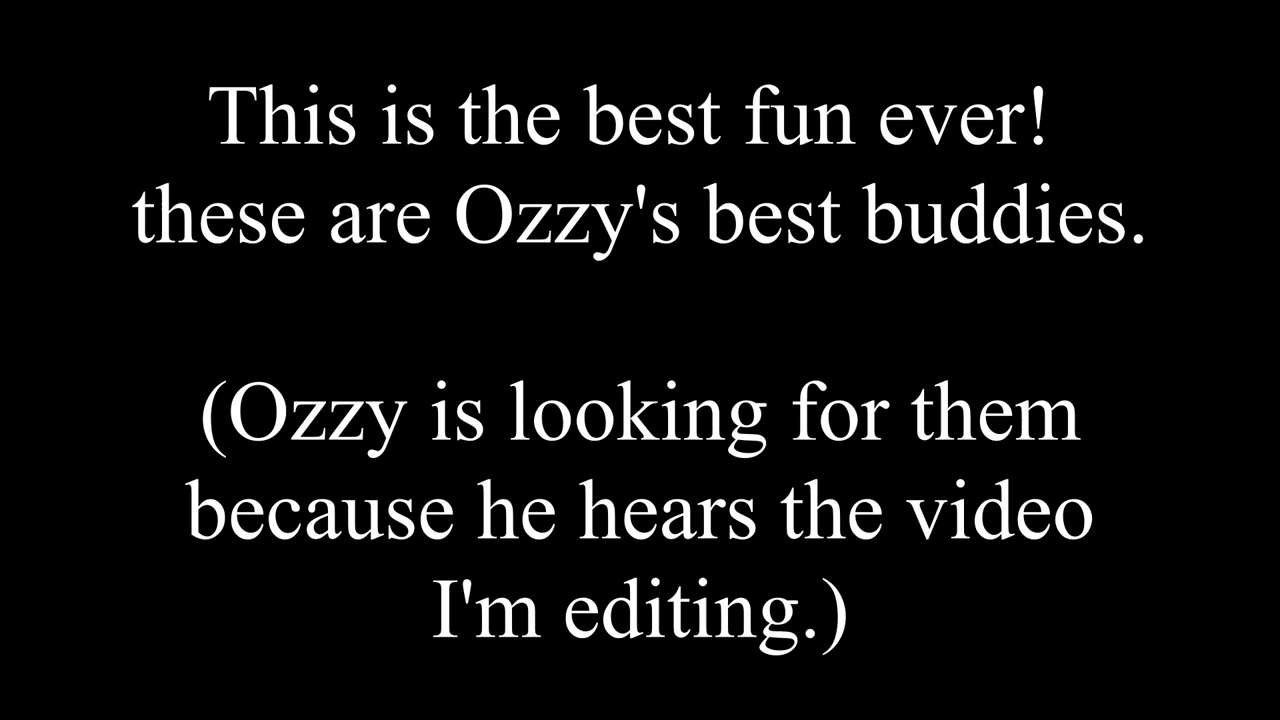 This is the best fun ever!
these are Ozzy's best buddies.
(Ozzy is looking for them
because he hears the video
I'm editing.)